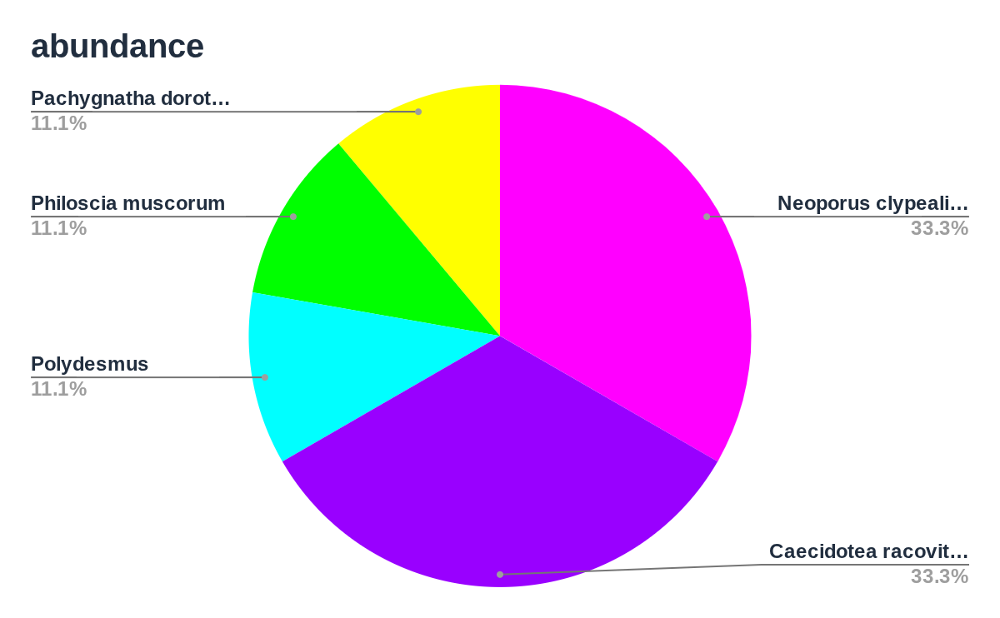 abundance
Pachygnatha dorot…
11.1%
Philoscia muscorum
11.1%
Neoporus clypeali…
33.3%
Polydesmus
11.1%
Caecidotea racovit…
33.3%